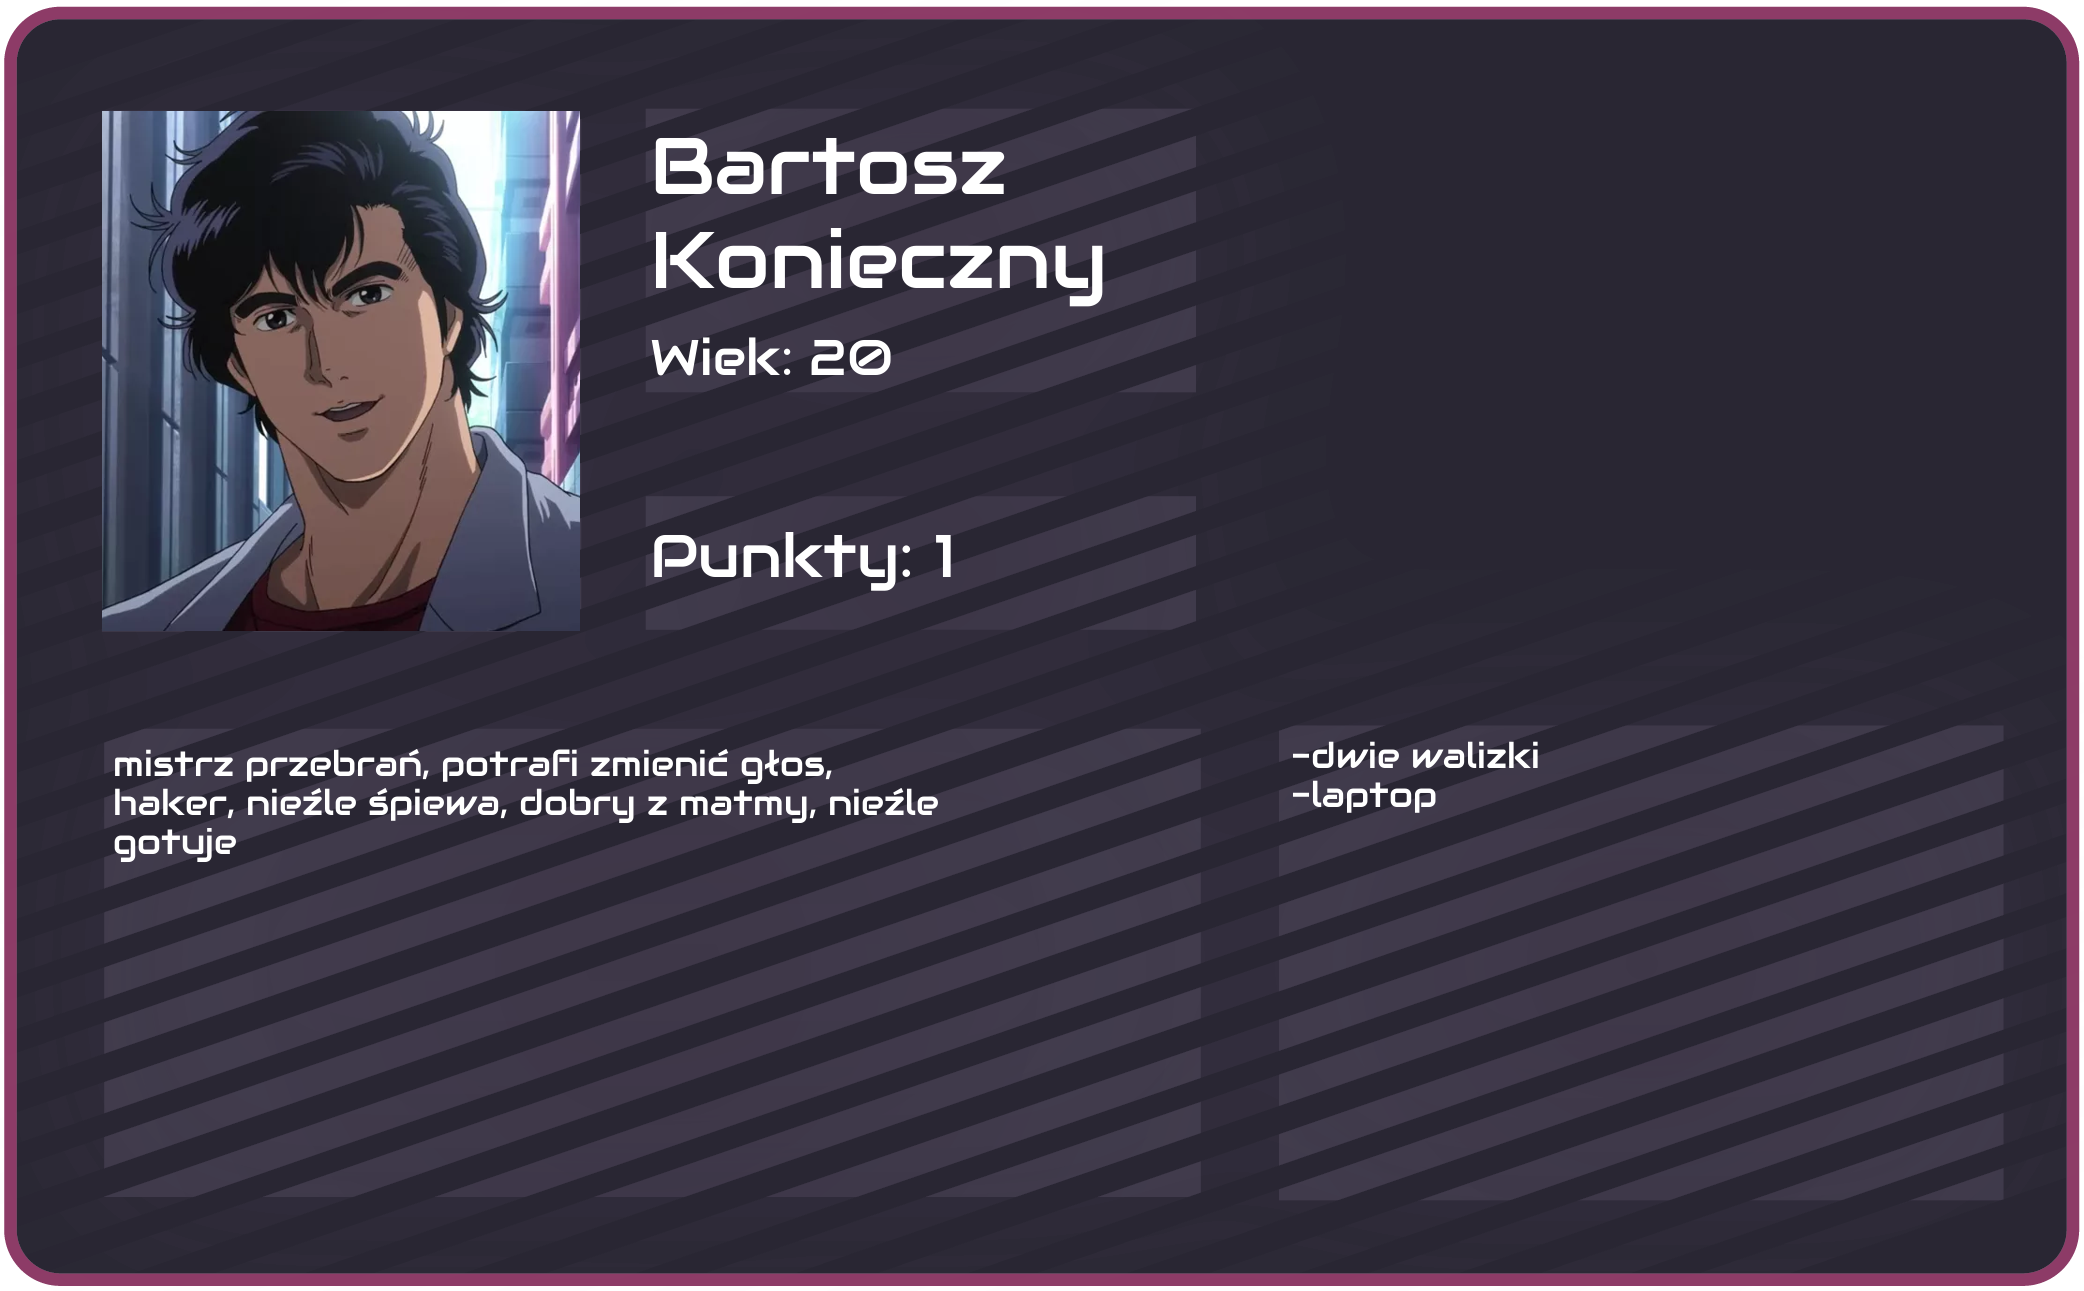 Bartosz
Konieczny
Wiek: 20
Punkty: 1
mistrz przebrań, potrafi zmienić głos,
haker, nieźle śpiewa, dobry z matmy, nieźle
gotuje
-dwie walizki
-laptop